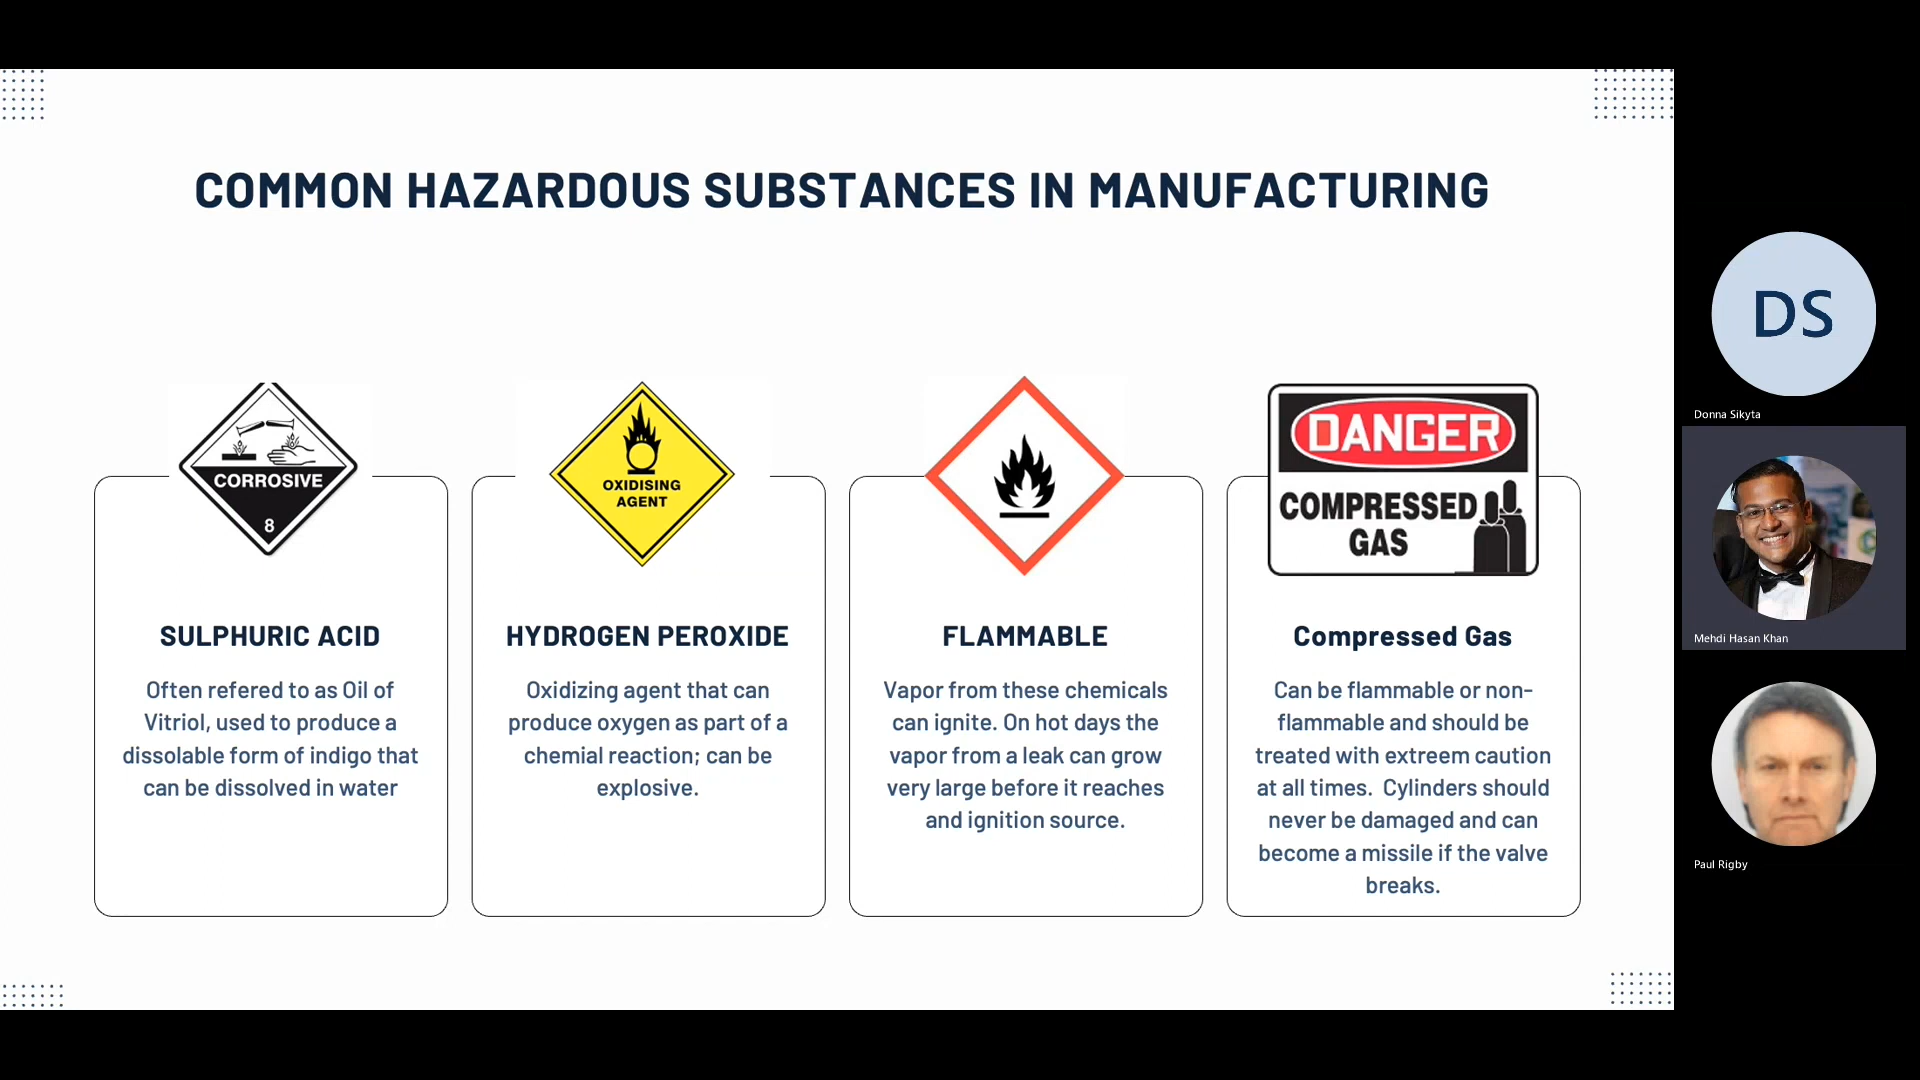 COMMON HAZARDOUS SUBSTANCES IN MANUFACTURING
CORROSIVE
8
SULPHURIC ACID
Often refered to as Oil of
Vitriol, used to produce a
dissolable form of indigo that
can be dissolved in water
OXIDISING
AGENT
HYDROGEN PEROXIDE
Oxidizing agent that can
produce oxygen as part of a
chemial reaction; can be
explosive.
FLAMMABLE
Vapor from these chemicals
can ignite. On hot days the
vapor from a leak can grow
very large before it reaches
and ignition source.
DANGER
COMPRESSED
GAS
Compressed Gas
Can be flammable or non-
flammable and should be
treated with extreem caution
at all times. Cylinders should
never be damaged and can
become a missile if the valve
breaks.
DS
Donna Sikyta
Mehdi Hasan Khan
Paul Rigby